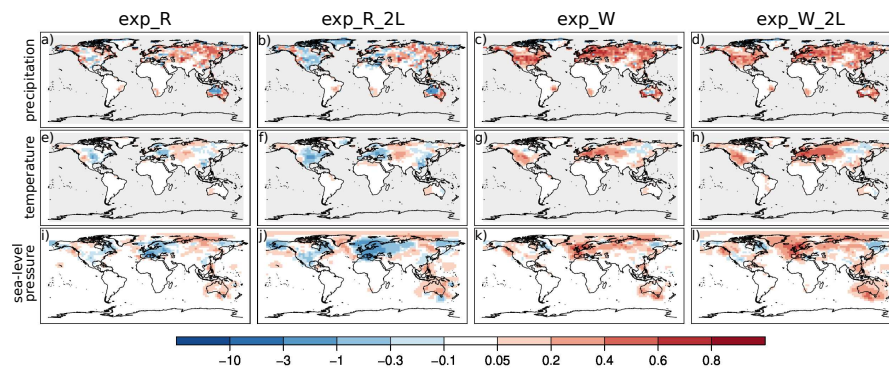 exp_R exp_R_2L exp_W exp_W_2L
precipitation
a) b) c) d)
temperature
e) f) g) h)
sea-level
pressure
i) j) k) l)
−10 −3 −1 −0.3 −0.1 0.05 0.2 0.4 0.6 0.8